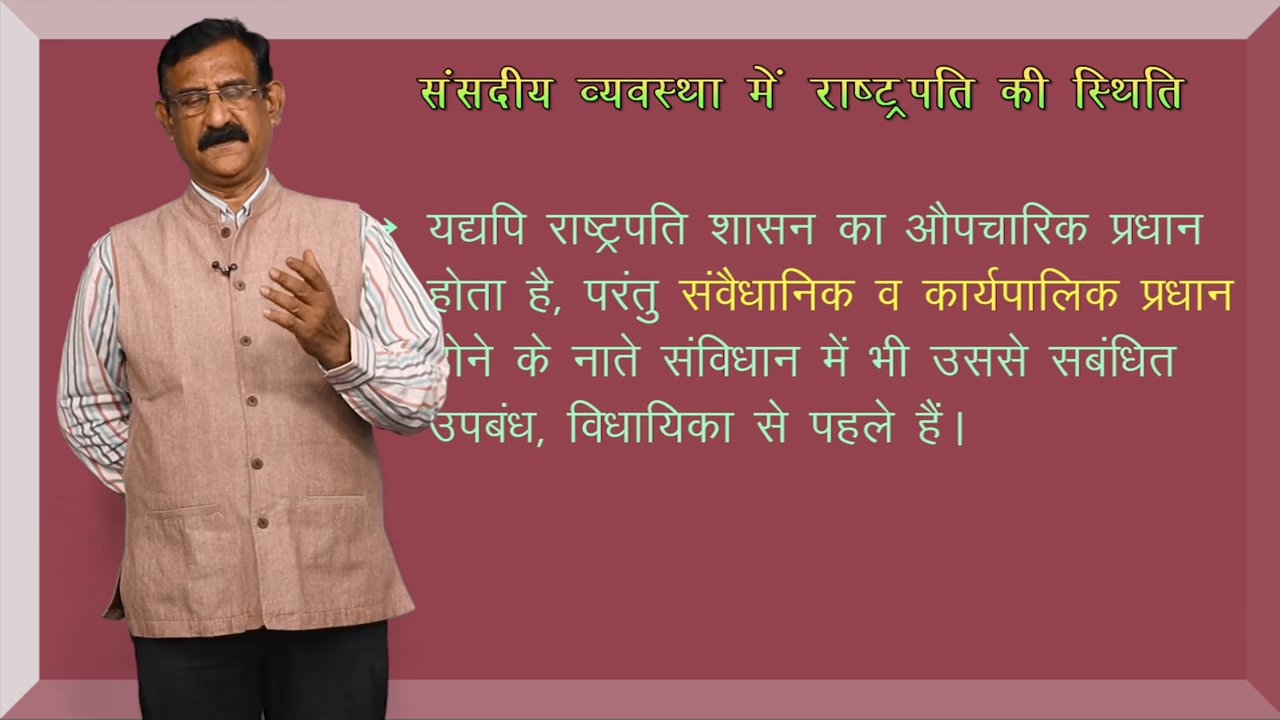 संसदीय व्यवस्था में राष्ट्रपति की स्थिति
यद्यपि राष्ट्रपति शासन का औपचारिक प्रधान
होता है, परंतु संवैधानिक व कार्यपालिक प्रधान
के नाते संविधान में भी उससे सबंधित
उपबंध, विधायिका से पहले हैं।